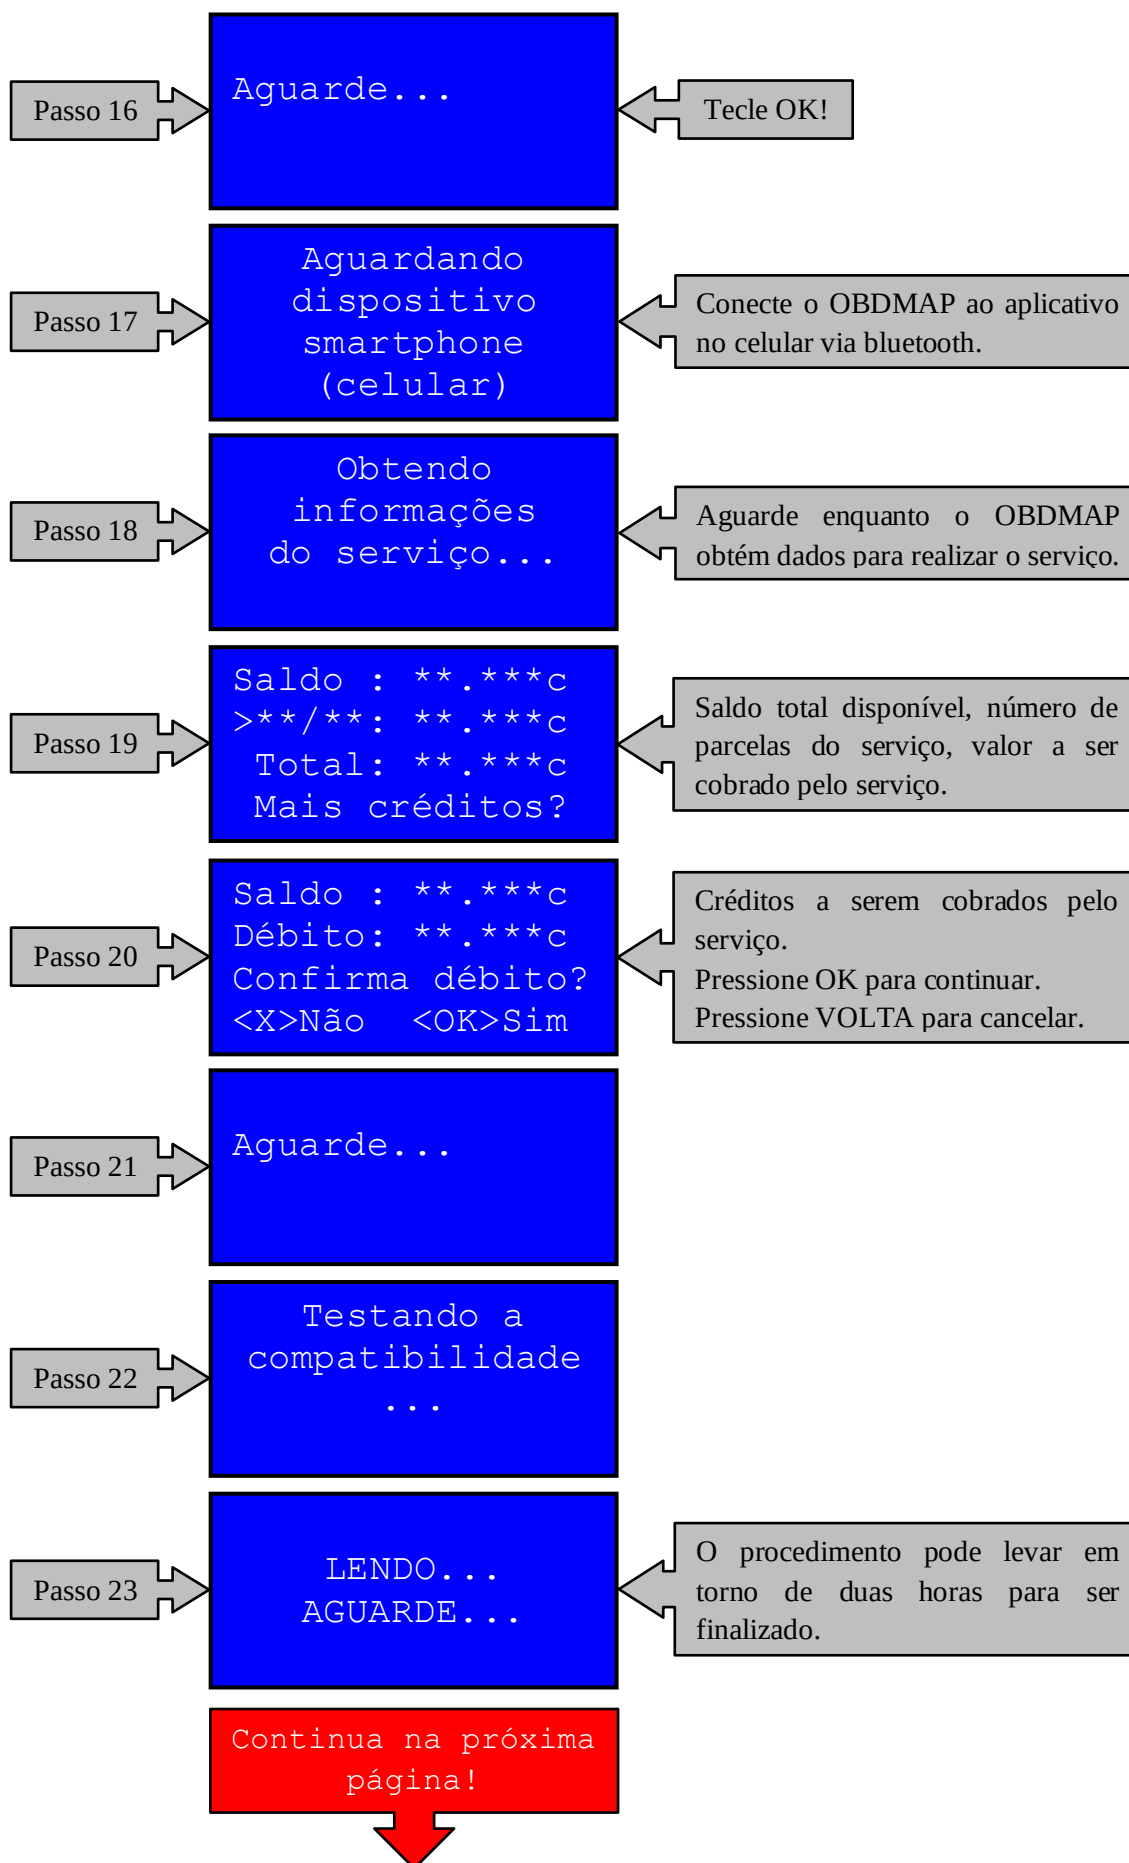 Passo 16
Aguarde...
Tecle OK!
Passo 17
Aguardando
dispositivo
smartphone
(celular)
Conecte o OBDMAP ao aplicativo
no celular via bluetooth.
Passo 18
Obtendo
informações
do serviço...
Aguarde enquanto o OBDMAP
obtém dados para realizar o serviço.
Passo 19
Saldo : **.***c
>**/**: **.***c
Total: **.***c
Mais créditos?
Saldo total disponível, número de
parcelas do serviço, valor a ser
cobrado pelo serviço.
Passo 20
Saldo : **.***c
Débito: **.***c
Confirma débito?
<X>Não <OK>Sim
Créditos a serem cobrados pelo
serviço.
Pressione OK para continuar.
Pressione VOLTA para cancelar.
Passo 21
Aguarde...
Passo 22
Testando a
compatibilidade
...
Passo 23
LENDO...
AGUARDE...
O procedimento pode levar em
torno de duas horas para ser
finalizado.
Continua na próxima
página!